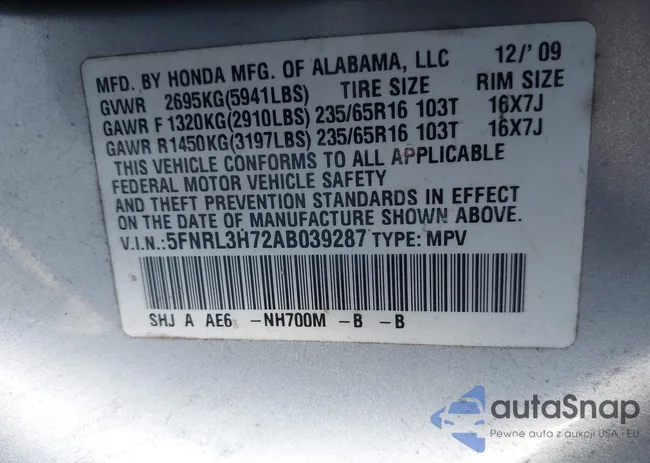 MFD. BY HONDA MFG. OF ALABAMA, LLC 12/'09
GVWR 2695KG(5941LBS) TIRE SIZE RIM SIZE
GAWR F 1320KG(2910LBS) 235/65R16 103T 16X7J
GAWR R1450KG(3197LBS) 235/65R16 103T 16X7J
THIS VEHICLE CONFORMS TO ALL APPLICABLE
FEDERAL MOTOR VEHICLE SAFETY
AND THEFT PREVENTION STANDARDS IN EFFECT
ON THE DATE OF MANUFACTURE SHOWN ABOVE.
V.I.N.: 5FNRL3H72AB039287 TYPE: MPV
SHJ A AE6 -NH700M -B -B
autoSnap
Pewne auta z aukcji USA i EU